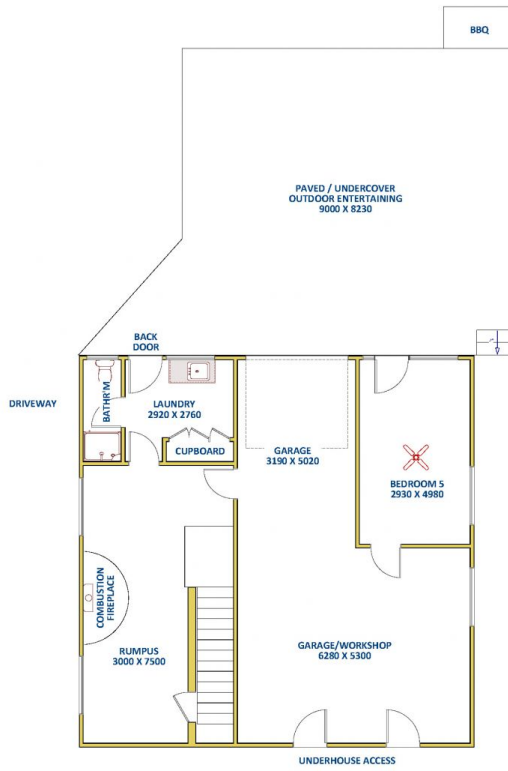 BBQ
PAVED / UNDERCOVER
OUTDOOR ENTERTAINING
9000 X 8230
BACK
DOOR
DRIVEWAY
BATHR'M
LAUNDRY
2920 X 2760
CUPBOARD
GARAGE
3190 X 5020
BEDROOM 5
2930 X 4980
COMBUSTION
FIREPLACE
RUMPUS
3000 X 7500
GARAGE/WORKSHOP
6280 X 5300
UNDERHOUSE ACCESS